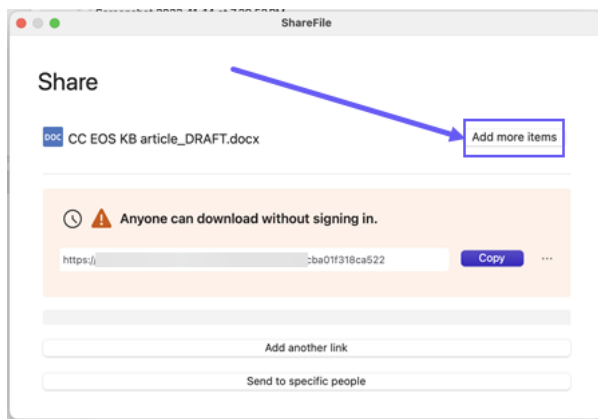 ShareFile
Share
DOC CC EOS KB article_DRAFT.docx
Add more items
Anyone can download without signing in.
https:/ cba01f318ca522
Copy
Add another link
Send to specific people